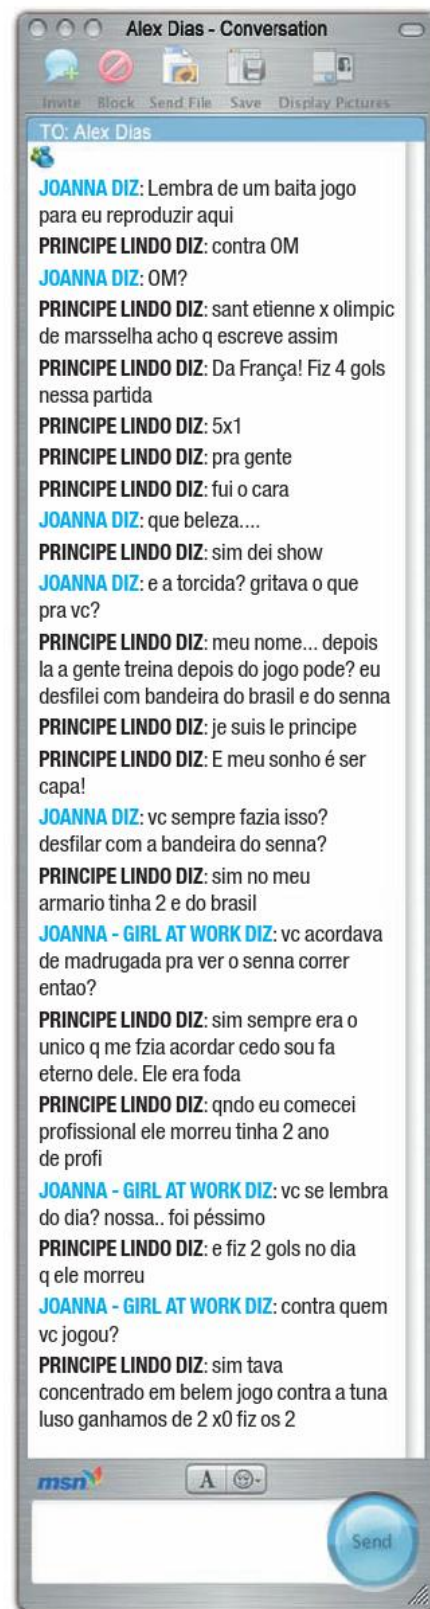 Alex Dias - Conversation
Invite Block Send File Save Display Pictures
TO: Alex Dias
JOANNA DIZ: Lembra de um baita jogo
para eu reproduzir aqui
PRINCIPE LINDO DIZ: contra OM
JOANNA DIZ: OM?
PRINCIPE LINDO DIZ: sant etienne x olimpic
de marsselha acho q escreve assim
PRINCIPE LINDO DIZ: Da França! Fiz 4 gols
nessa partida
PRINCIPE LINDO DIZ: 5x1
PRINCIPE LINDO DIZ: pra gente
PRINCIPE LINDO DIZ: fui o cara
JOANNA DIZ: que beleza....
PRINCIPE LINDO DIZ: sim dei show
JOANNA DIZ: e a torcida? gritava o que
pra vc?
PRINCIPE LINDO DIZ: meu nome... depois
la a gente treina depois do jogo pode? eu
desfilei com bandeira do brasil e do senna
PRINCIPE LINDO DIZ: je suis le principe
PRINCIPE LINDO DIZ: E meu sonho é ser
capa!
JOANNA DIZ: vc sempre fazia isso?
desfilar com a bandeira do senna?
PRINCIPE LINDO DIZ: sim no meu
armario tinha 2 e do brasil
JOANNA - GIRL AT WORK DIZ: vc acordava
de madrugada pra ver o senna correr
entao?
PRINCIPE LINDO DIZ: sim sempre era o
unico q me fzia acordar cedo sou fa
eterno dele. Ele era foda
PRINCIPE LINDO DIZ: qndo eu comecei
profissional ele morreu tinha 2 ano
de profi
JOANNA - GIRL AT WORK DIZ: vc se lembra
do dia? nossa.. foi péssimo
PRINCIPE LINDO DIZ: e fiz 2 gols no dia
q ele morreu
JOANNA - GIRL AT WORK DIZ: contra quem
vc jogou?
PRINCIPE LINDO DIZ: sim tava
concentrado em belem jogo contra a tuna
luso ganhamos de 2 x0 fiz os 2
msn
A
Send